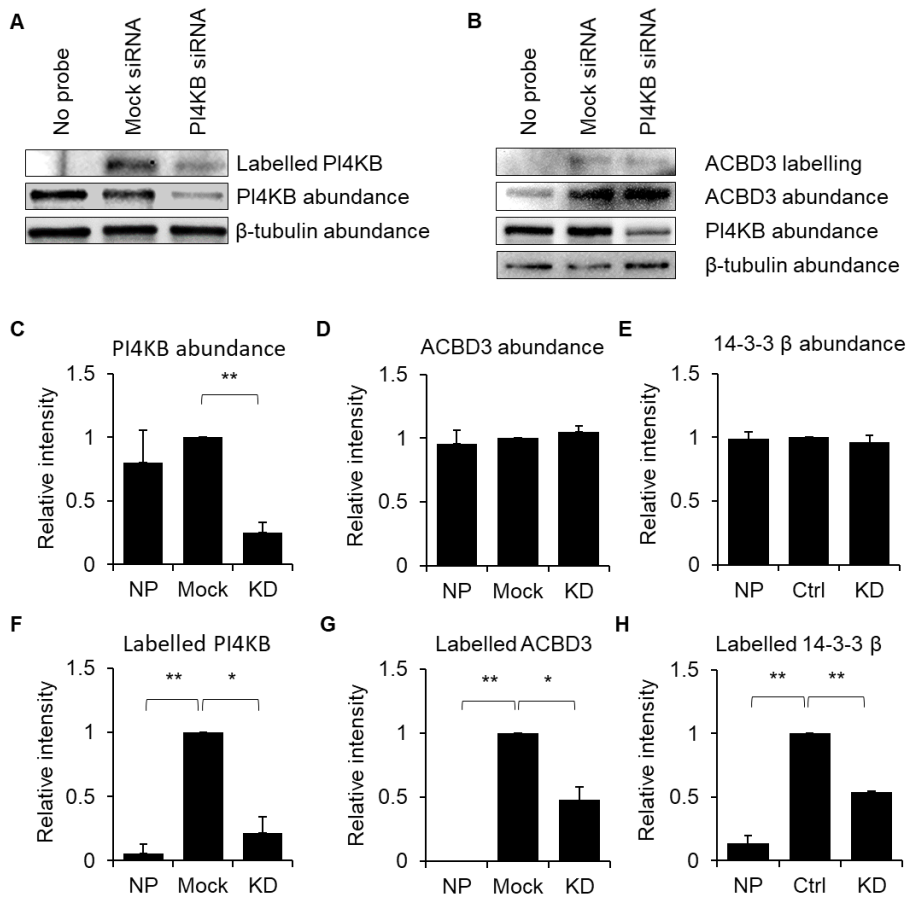 A
No probe
Mock siRNA
PI4KB siRNA
Labelled PI4KB
PI4KB abundance
β-tubulin abundance
B
No probe
Mock siRNA
PI4KB siRNA
ACBD3 labelling
ACBD3 abundance
PI4KB abundance
β-tubulin abundance
C
PI4KB abundance
Relative intensity
1.5
1
0.5
0
**
NP Mock KD
D
ACBD3 abundance
Relative intensity
1.5
1
0.5
0
NP Mock KD
E
14-3-3 β abundance
Relative intensity
1.5
1
0.5
0
NP Ctrl KD
F
Labelled PI4KB
Relative intensity
1.5
1
0.5
0
** *
NP Mock KD
G
Labelled ACBD3
Relative intensity
1.5
1
0.5
0
** *
NP Mock KD
H
Labelled 14-3-3 β
Relative intensity
1.5
1
0.5
0
** **
NP Ctrl KD